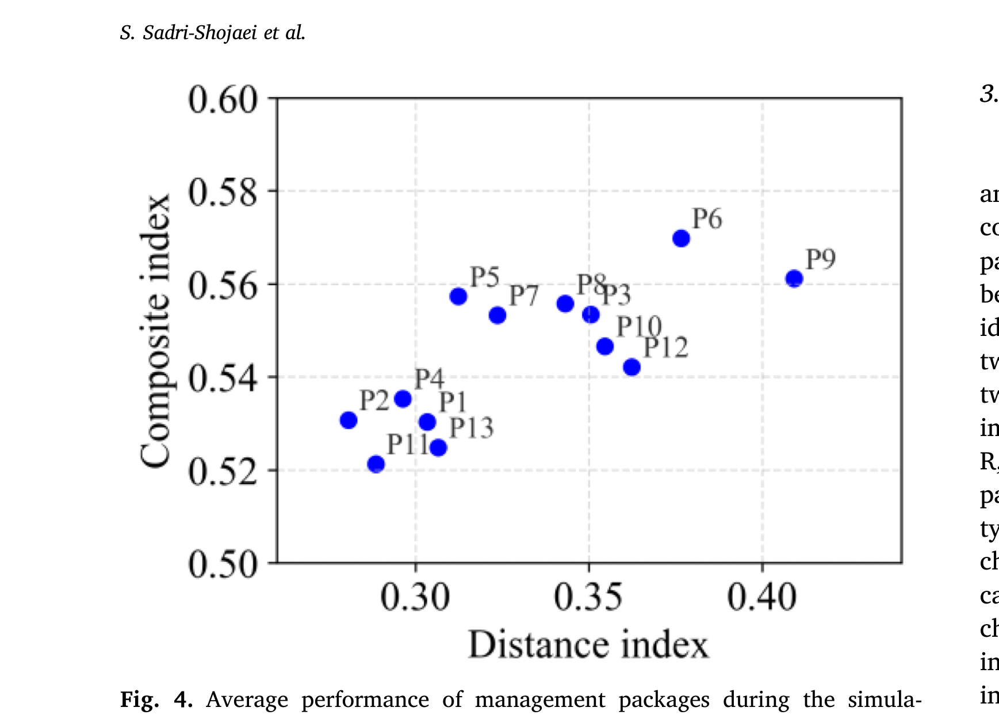 S. Sadri-Shojaei et al.
0.60
0.58
0.56
0.54
0.52
0.50
Composite index
P6
P9
P5
P7
P8
P3
P10
P12
P4
P2
P1
P13
P11
0.30 0.35 0.40
Distance index
Fig. 4. Average performance of management packages during the simula-
3.